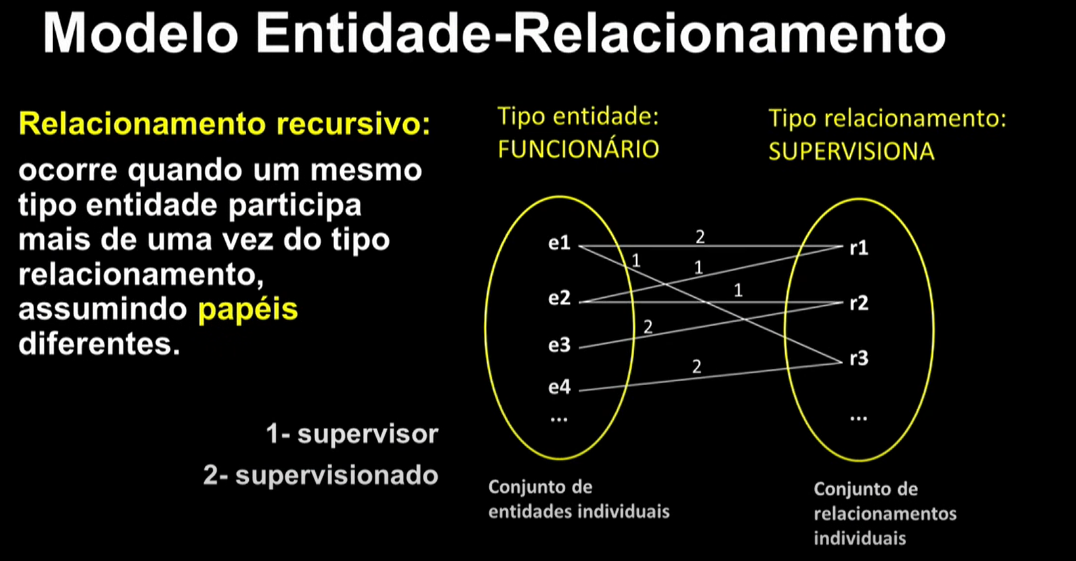 Modelo Entidade-Relacionamento
Relacionamento recursivo:
ocorre quando um mesmo
tipo entidade participa
mais de uma vez do tipo
relacionamento,
assumindo papéis
diferentes.
1- supervisor
2- supervisionado
Tipo entidade:
FUNCIONÁRIO
Tipo relacionamento:
SUPERVISIONA
e1
e2
e3
e4
...
2
1
1
1
2
2
r1
r2
r3
...
Conjunto de
entidades individuais
Conjunto de
relacionamentos
individuais